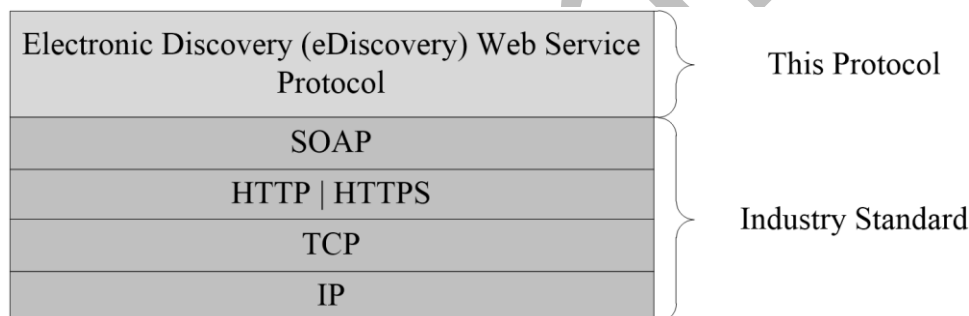 Electronic Discovery (eDiscovery) Web Service
Protocol
This Protocol
SOAP
HTTP | HTTPS
TCP
IP
Industry Standard